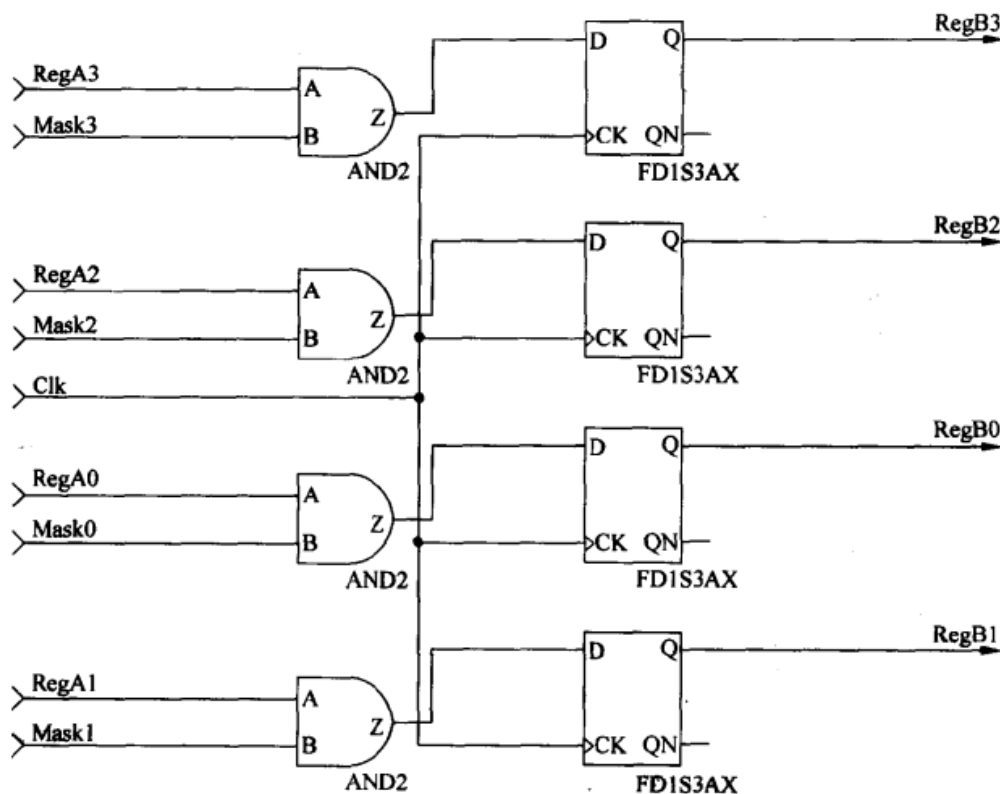 RegB3
D Q
RegA3
A
Z
Mask3
B
CK QN
AND2
FD1S3AX
RegB2
D Q
RegA2
A
Z
Mask2
B
CK QN
AND2
FD1S3AX
Clk
RegB0
D Q
RegA0
A
Z
Mask0
B
CK QN
AND2
FD1S3AX
RegB1
D Q
RegA1
A
Z
Mask1
B
CK QN
AND2
FD1S3AX